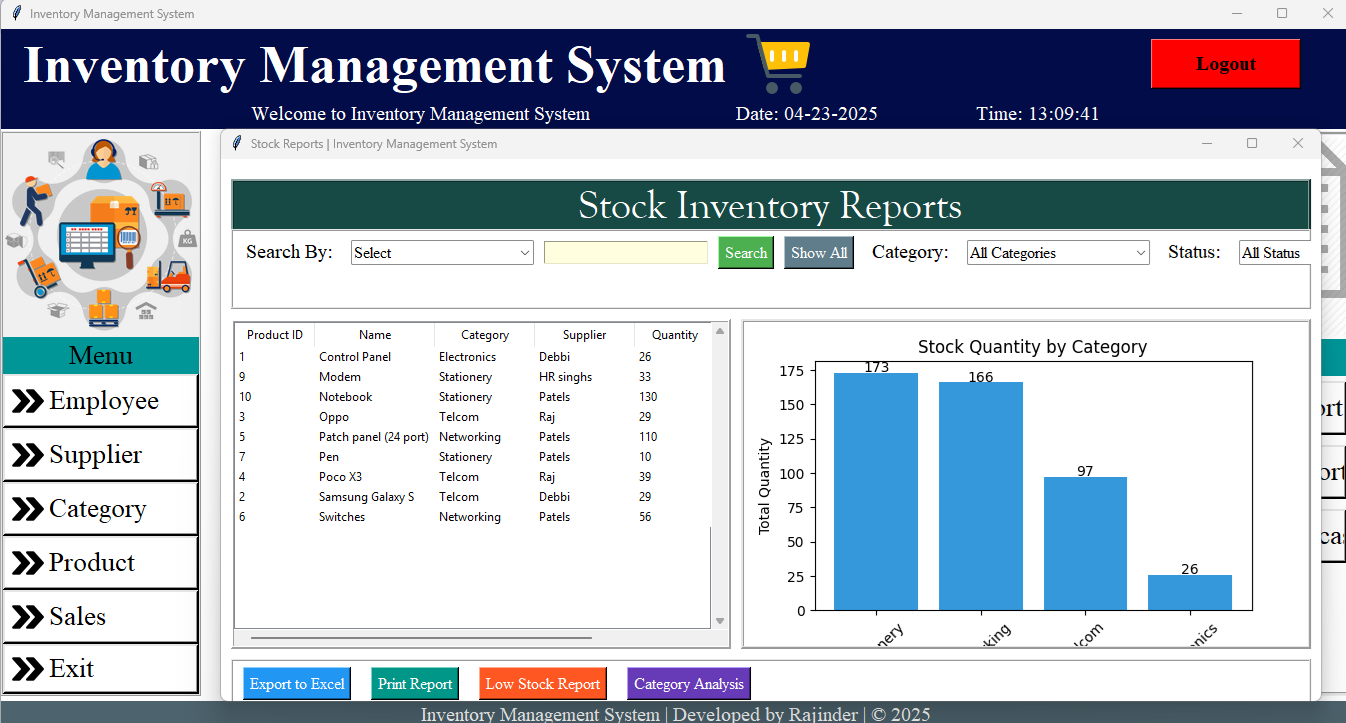 Inventory Management System
Inventory Management System
Logout
Welcome to Inventory Management System Date: 04-23-2025 Time: 13:09:41
Stock Reports | Inventory Management System
Stock Inventory Reports
Search By: Select Search Show All Category: All Categories Status: All Status
KG
Menu
Employee
Supplier
Category
Product
Sales
Exit
Product ID Name Category Supplier Quantity
1 Control Panel Electronics Debbi 26
9 Modem Stationery HR singhs 33
10 Notebook Stationery Patels 130
3 Oppo Telcom Raj 29
5 Patch panel (24 port) Networking Patels 110
7 Pen Stationery Patels 10
4 Poco X3 Telcom Raj 39
2 Samsung Galaxy S Telcom Debbi 29
6 Switches Networking Patels 56
Stock Quantity by Category
Total Quantity
175
150
125
100
75
50
25
0
173
166
97
26
nery
king
lcom
nics
ort
ort
cas
Export to Excel Print Report Low Stock Report Category Analysis
Inventory Management System | Developed by Rajinder | © 2025